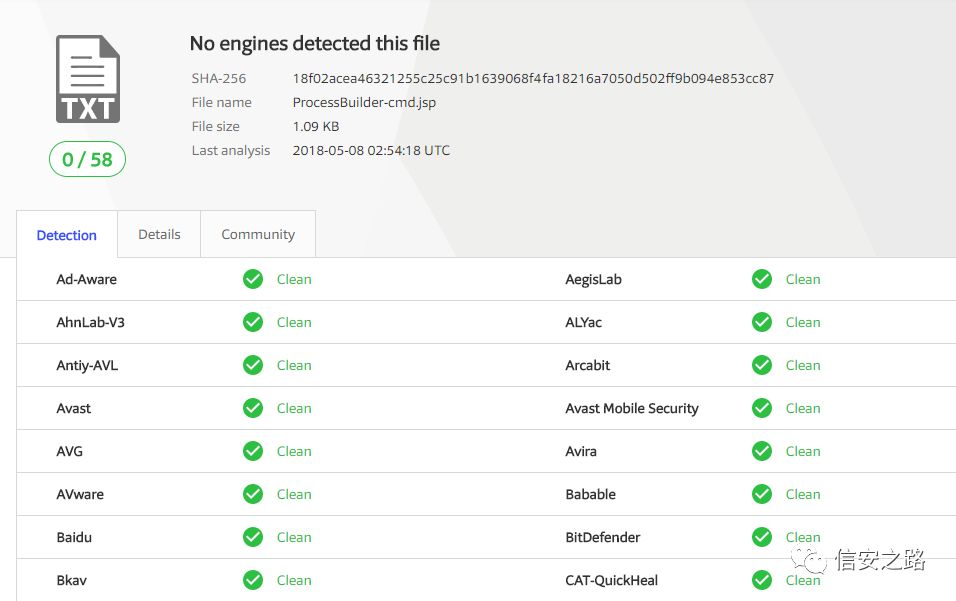 No engines detected this file
SHA-256 18f02acea46321255c25c91b1639068f4fa18216a7050d502ff9b094e853cc87
File name ProcessBuilder-cmd.jsp
File size 1.09 KB
Last analysis 2018-05-08 02:54:18 UTC
TXT
0 / 58
Detection Details Community
Ad-Aware Clean AegisLab Clean
AhnLab-V3 Clean ALYac Clean
Antiy-AVL Clean Arcabit Clean
Avast Clean Avast Mobile Security Clean
AVG Clean Avira Clean
AVware Clean Babable Clean
Baidu Clean BitDefender Clean
Bkav Clean CAT-QuickHeal Clean
信安之路